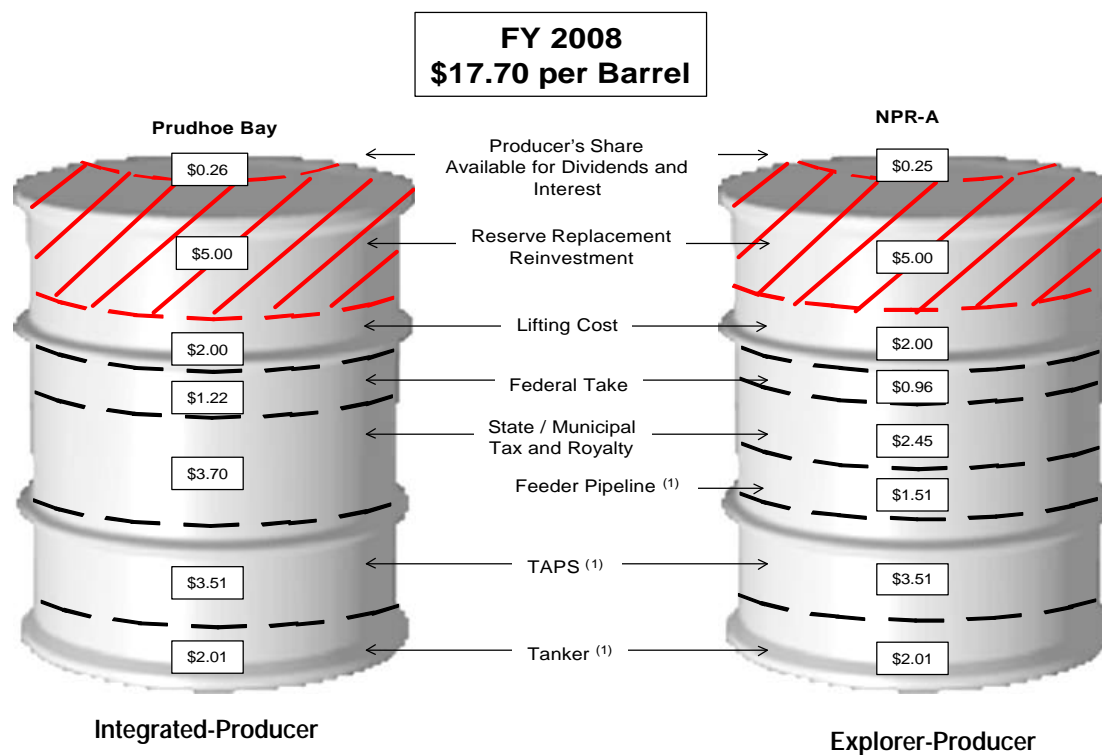 FY 2008
$17.70 per Barrel
Prudhoe Bay
NPR-A
Producer's Share
Available for Dividends and
Interest
$0.26
$0.25
Reserve Replacement
Reinvestment
$5.00
$5.00
Lifting Cost
$2.00
$2.00
Federal Take
$1.22
$0.96
State / Municipal
Tax and Royalty
$3.70
$2.45
Feeder Pipeline (1)
$1.51
TAPS (1)
$3.51
$3.51
Tanker (1)
$2.01
$2.01
Integrated-Producer
Explorer-Producer